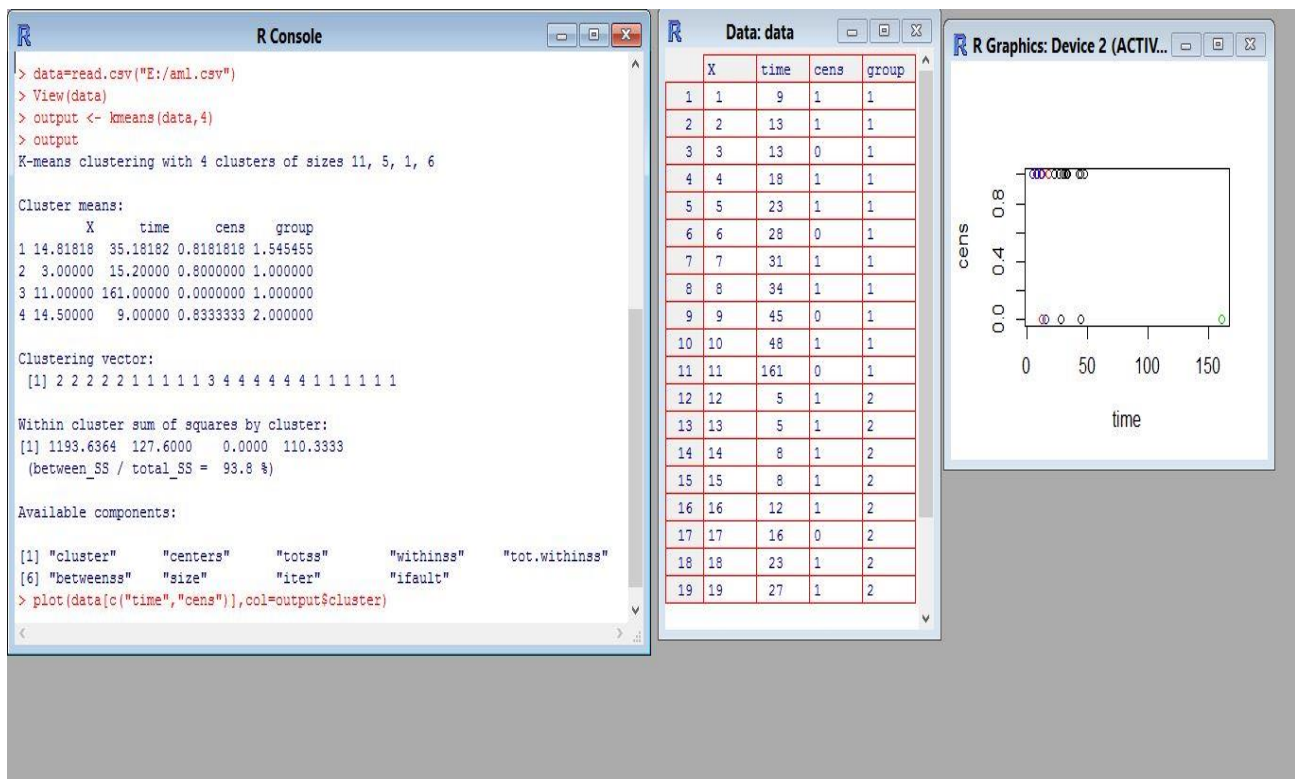 R Console
> data=read.csv("E:/aml.csv")
> View(data)
> output <- kmeans(data,4)
> output
K-means clustering with 4 clusters of sizes 11, 5, 1, 6
Cluster means:
X time cens group
1 14.81818 35.18182 0.8181818 1.545455
2 3.00000 15.20000 0.8000000 1.000000
3 11.00000 161.00000 0.0000000 1.000000
4 14.50000 9.00000 0.8333333 2.000000
Clustering vector:
[1] 2 2 2 2 2 1 1 1 1 1 3 4 4 4 4 4 4 1 1 1 1 1 1
Within cluster sum of squares by cluster:
[1] 1193.6364 127.6000 0.0000 110.3333
(between_SS / total_SS = 93.8 %)
Available components:
[1] "cluster" "centers" "totss" "withinss" "tot.withinss"
[6] "betweenss" "size" "iter" "ifault"
> plot(data[c("time","cens")],col=output$cluster)
Data: data
X time cens group
1 1 9 1 1
2 2 13 1 1
3 3 13 0 1
4 4 18 1 1
5 5 23 1 1
6 6 28 0 1
7 7 31 1 1
8 8 34 1 1
9 9 45 0 1
10 10 48 1 1
11 11 161 0 1
12 12 5 1 2
13 13 5 1 2
14 14 8 1 2
15 15 8 1 2
16 16 12 1 2
17 17 16 0 2
18 18 23 1 2
19 19 27 1 2
R Graphics: Device 2 (ACTIV...
cens
0.8
0.4
0.0
0 50 100 150
time